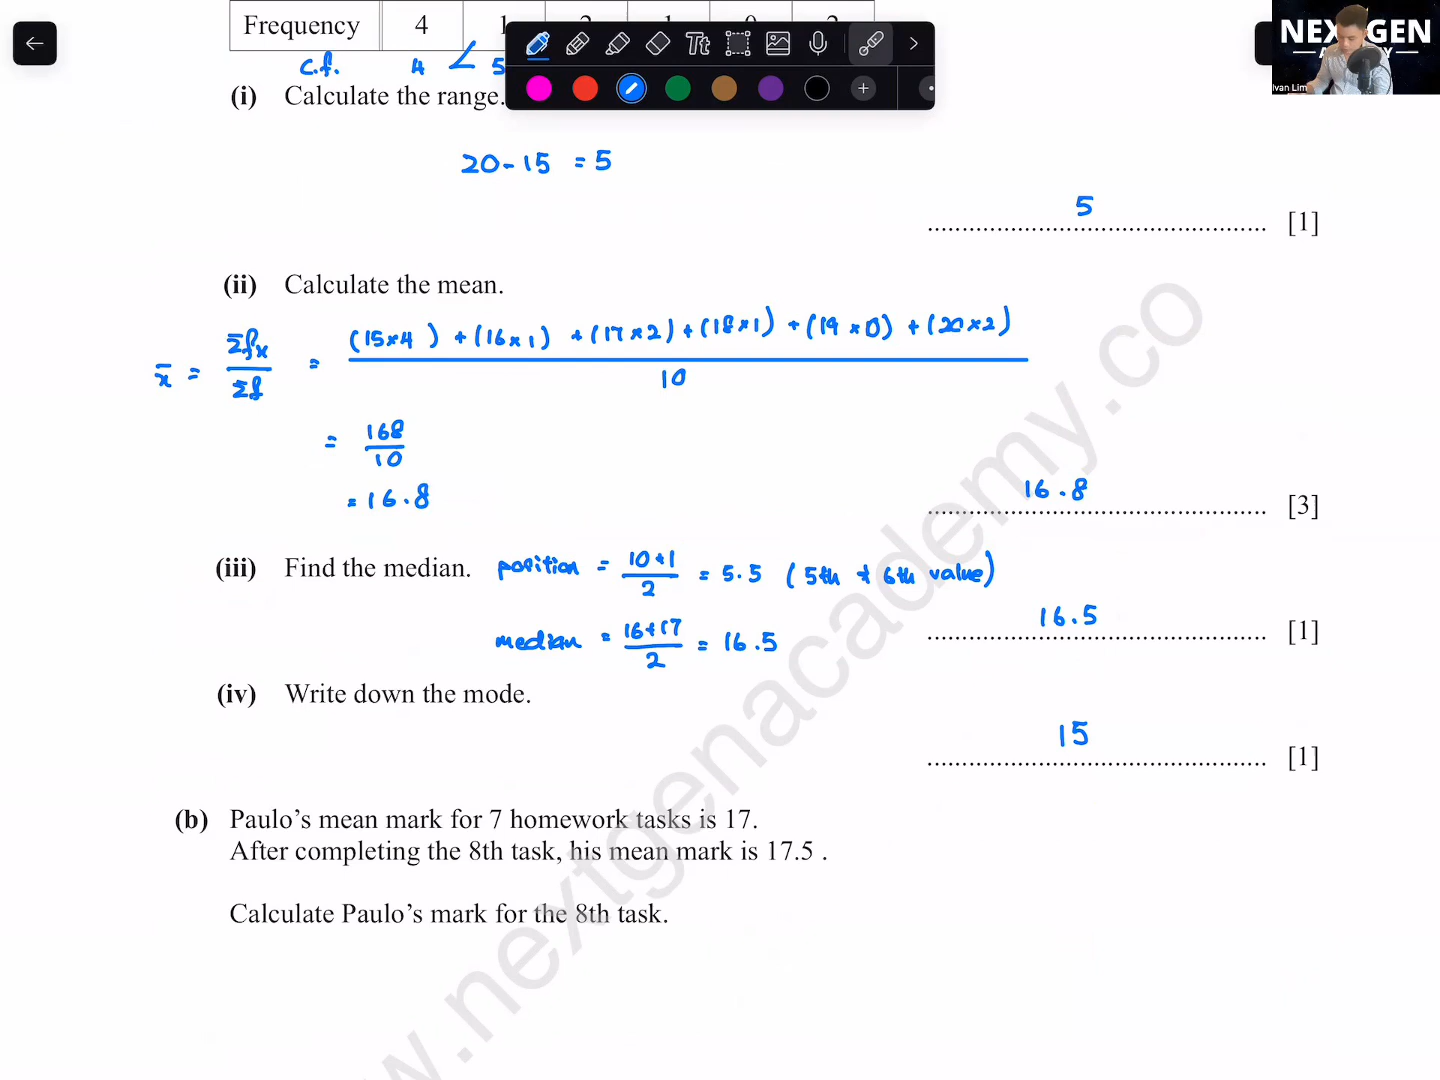 Frequency 4 1
c.f. 4 < 5
Tt
NEXTGEN
Ivan Lim
(i) Calculate the range.
20 - 15 = 5
5
[1]
(ii) Calculate the mean.
x̄ = Σfx / Σf = (15×4) + (16×1) + (17×2) + (18×1) + (19×0) + (20×2) / 10
= 168 / 10
= 16.8
16.8
[3]
(iii) Find the median. position = 10+1 / 2 = 5.5 (5th & 6th value)
median = 16+17 / 2 = 16.5
16.5
[1]
(iv) Write down the mode.
15
[1]
(b) Paulo's mean mark for 7 homework tasks is 17.
After completing the 8th task, his mean mark is 17.5 .
Calculate Paulo's mark for the 8th task.
www.nextgenacademy.co